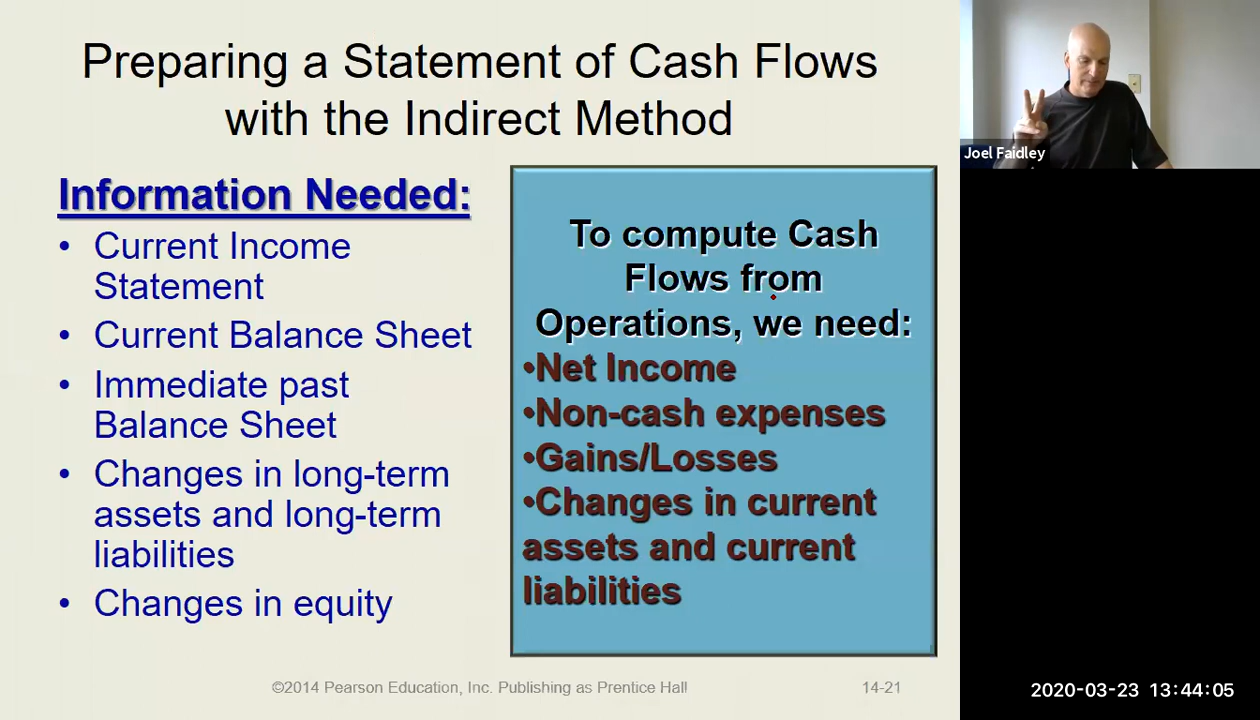 Preparing a Statement of Cash Flows
with the Indirect Method
Information Needed:
• Current Income
Statement
• Current Balance Sheet
• Immediate past
Balance Sheet
• Changes in long-term
assets and long-term
liabilities
• Changes in equity
To compute Cash
Flows from
Operations, we need:
•Net Income
•Non-cash expenses
•Gains/Losses
•Changes in current
assets and current
liabilities
©2014 Pearson Education, Inc. Publishing as Prentice Hall
14-21
Joel Faidley
2020-03-23 13:44:05